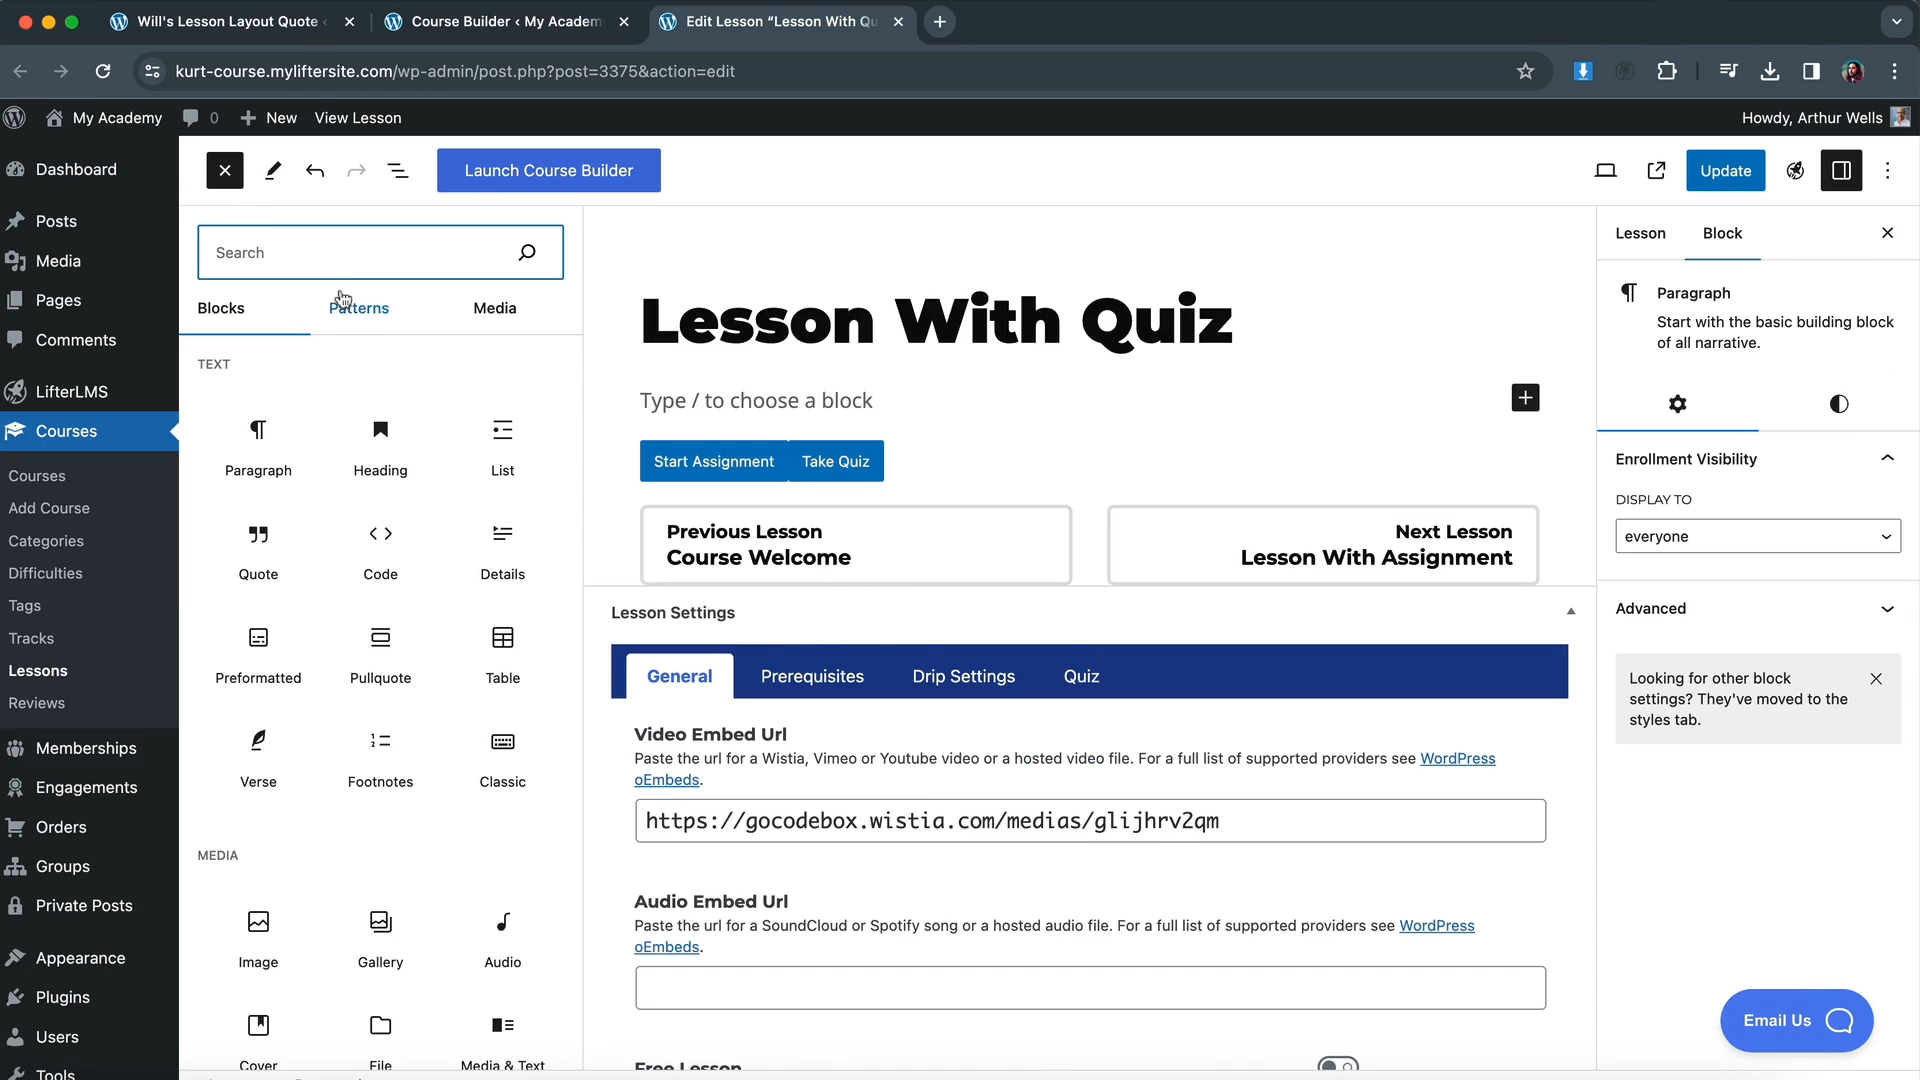 Will's Lesson Layout Quote
Course Builder ‹ My Academ
Edit Lesson “Lesson With Qu
kurt-course.myliftersite.com/wp-admin/post.php?post=3375&action=edit
My Academy
0
New
View Lesson
Howdy, Arthur Wells
Dashboard
Posts
Media
Pages
Comments
LifterLMS
Courses
Courses
Add Course
Categories
Difficulties
Tags
Tracks
Lessons
Reviews
Memberships
Engagements
Orders
Groups
Private Posts
Appearance
Plugins
Users
Tools
Launch Course Builder
Update
Search
Blocks
Patterns
Media
TEXT
Paragraph
Heading
List
Quote
Code
Details
Preformatted
Pullquote
Table
Verse
Footnotes
Classic
MEDIA
Image
Gallery
Audio
Cover
File
Media & Text
Lesson With Quiz
Type / to choose a block
Start Assignment
Take Quiz
Previous Lesson
Course Welcome
Next Lesson
Lesson With Assignment
Lesson Settings
General
Prerequisites
Drip Settings
Quiz
Video Embed Url
Paste the url for a Wistia, Vimeo or Youtube video or a hosted video file. For a full list of supported providers see WordPress
oEmbeds.
https://gocodebox.wistia.com/medias/glijhrv2qm
Audio Embed Url
Paste the url for a SoundCloud or Spotify song or a hosted audio file. For a full list of supported providers see WordPress
oEmbeds.
Free Lesson
Lesson
Block
Paragraph
Start with the basic building block
of all narrative.
Enrollment Visibility
DISPLAY TO
everyone
Advanced
Looking for other block
settings? They've moved to the
styles tab.
Email Us